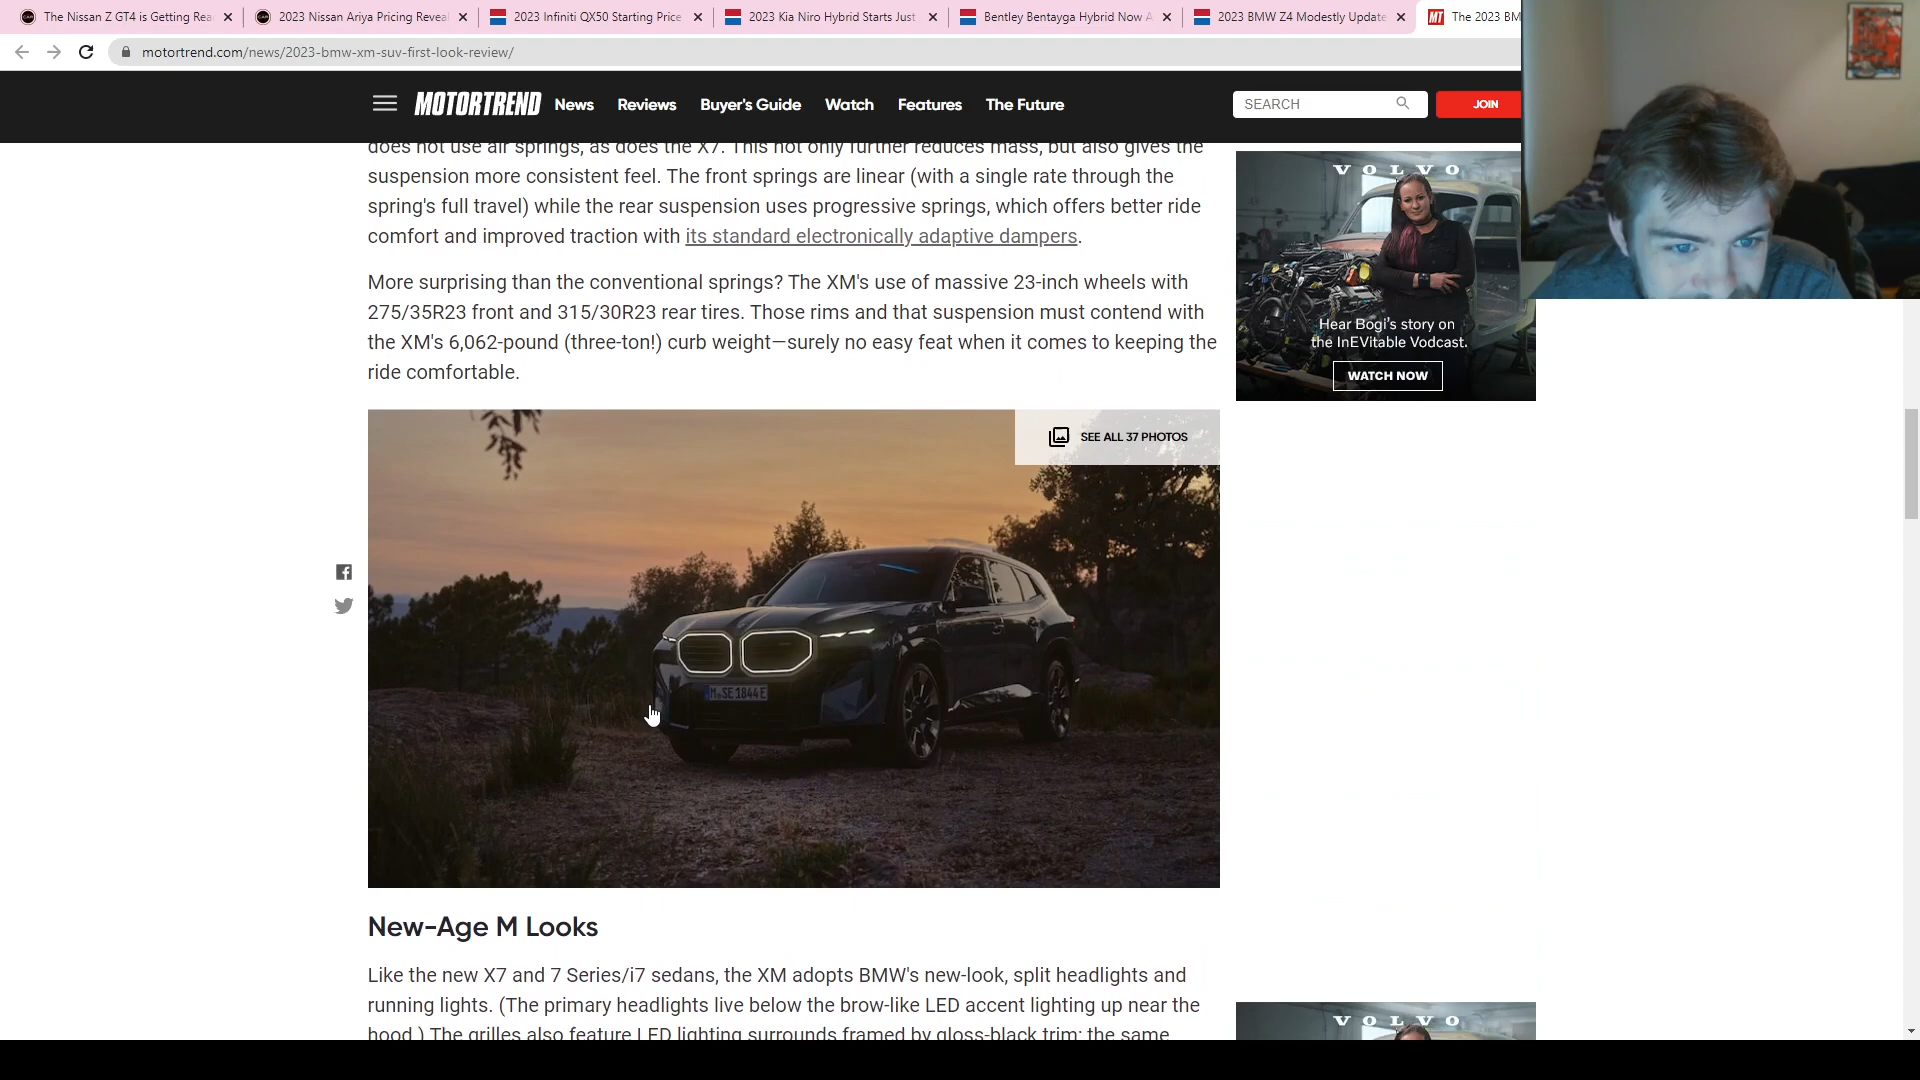 The Nissan Z GT4 is Getting Rea
2023 Nissan Ariya Pricing Reveal
2023 Infiniti QX50 Starting Price
2023 Kia Niro Hybrid Starts Just
Bentley Bentayga Hybrid Now A
2023 BMW Z4 Modestly Update
MT The 2023 BM
motortrend.com/news/2023-bmw-xm-suv-first-look-review/
MOTORTREND News Reviews Buyer's Guide Watch Features The Future SEARCH JOIN
does not use air springs, as does the X7. This not only further reduces mass, but also gives the
suspension more consistent feel. The front springs are linear (with a single rate through the
spring's full travel) while the rear suspension uses progressive springs, which offers better ride
comfort and improved traction with its standard electronically adaptive dampers.
More surprising than the conventional springs? The XM's use of massive 23-inch wheels with
275/35R23 front and 315/30R23 rear tires. Those rims and that suspension must contend with
the XM's 6,062-pound (three-ton!) curb weight—surely no easy feat when it comes to keeping the
ride comfortable.
VOLVO
Hear Bogi's story on
the InEVitable Vodcast.
WATCH NOW
SEE ALL 37 PHOTOS
M·SE 1844E
New-Age M Looks
Like the new X7 and 7 Series/i7 sedans, the XM adopts BMW's new-look, split headlights and
running lights. (The primary headlights live below the brow-like LED accent lighting up near the
hood.) The grilles also feature LED lighting surrounds framed by gloss-black trim; the same
VOLVO